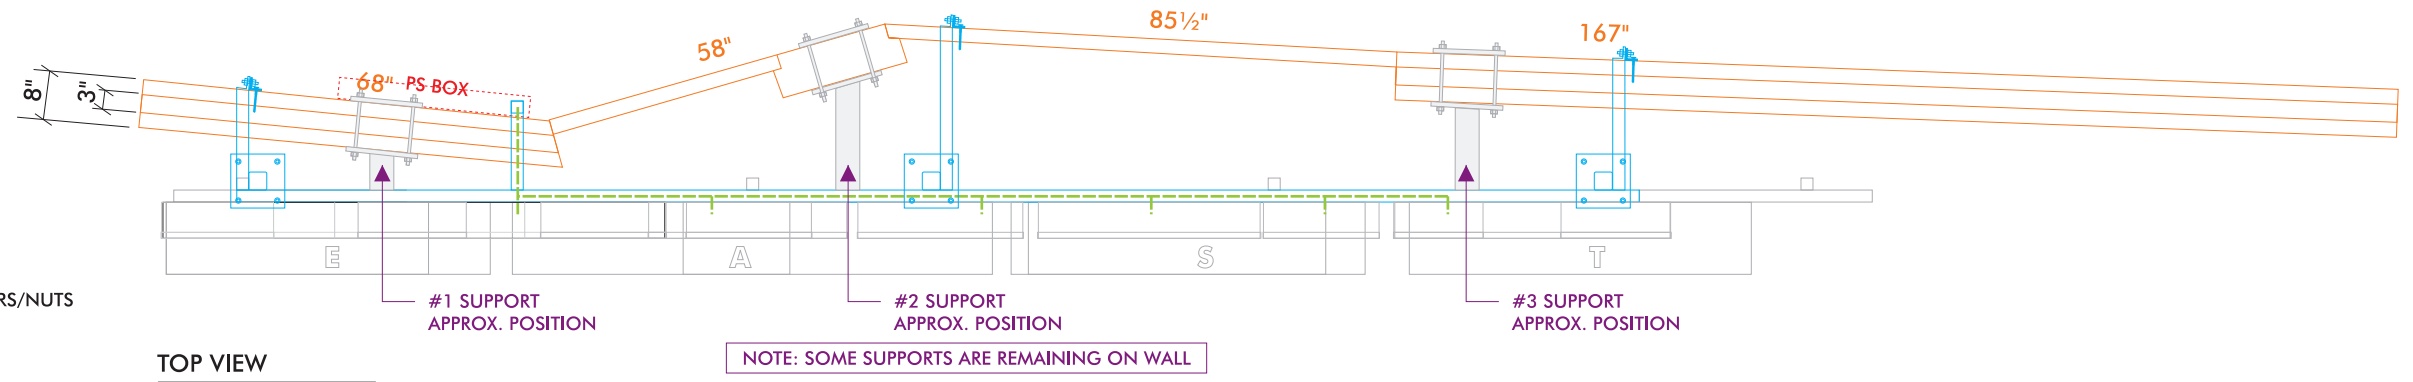 8"
3"
68"
PS BOX
58"
85½"
167"
E
A
S
T
RS/NUTS
#1 SUPPORT
APPROX. POSITION
#2 SUPPORT
APPROX. POSITION
#3 SUPPORT
APPROX. POSITION
NOTE: SOME SUPPORTS ARE REMAINING ON WALL
TOP VIEW